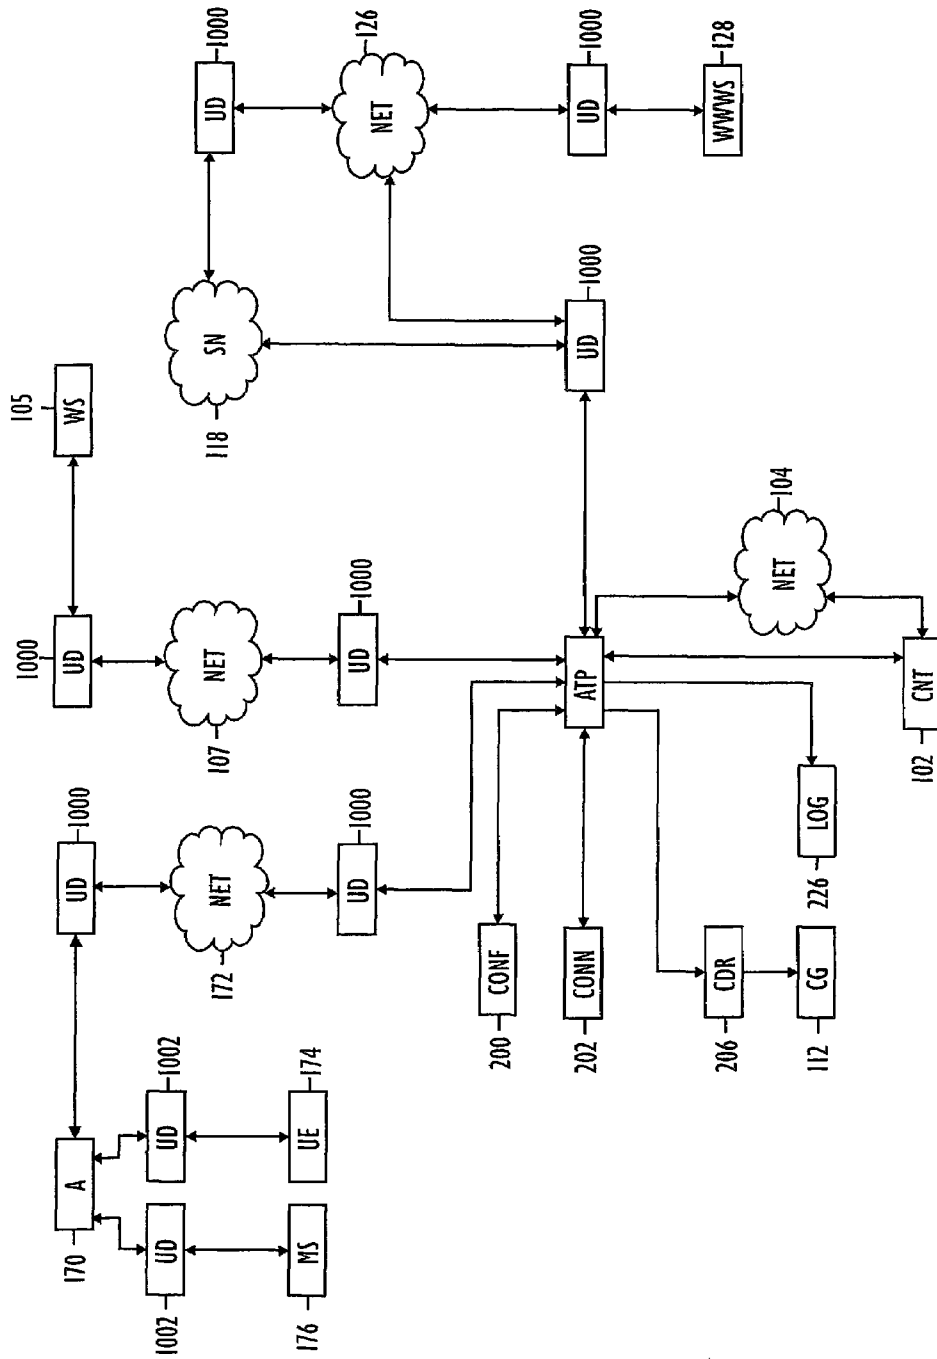 1000
105
170
A
UD
1000
UD
WS
1002
UD
UD
1002
172
NET
107
NET
118
SN
UD
1000
176
MS
UE
174
UD
1000
UD
1000
NET
126
200
CONF
202
CONN
ATP
UD
1000
UD
1000
206
CDR
WWWS
128
112
CG
226
LOG
NET
104
102
CNT